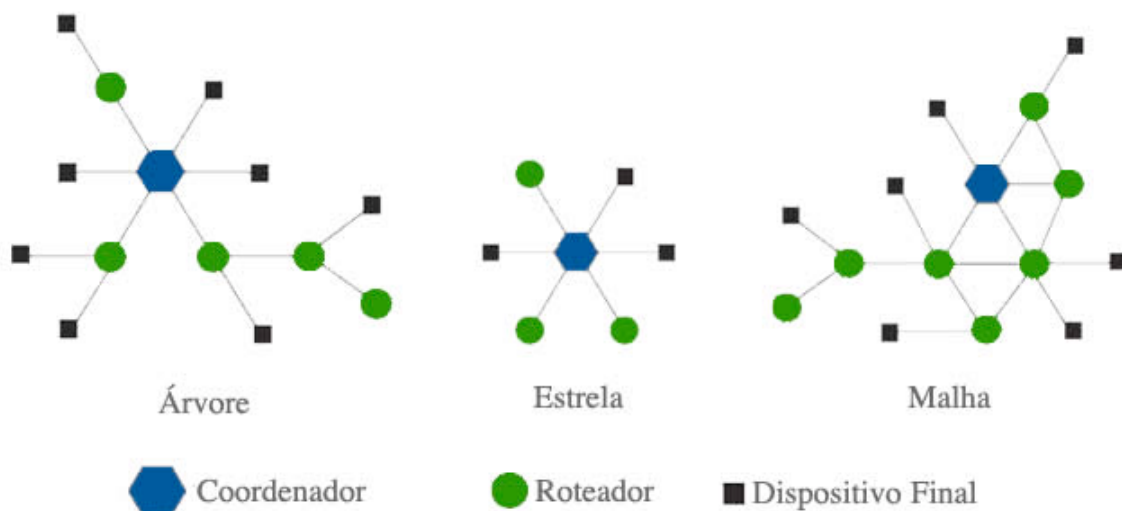 Árvore
Estrela
Malha
Coordenador
Roteador
Dispositivo Final